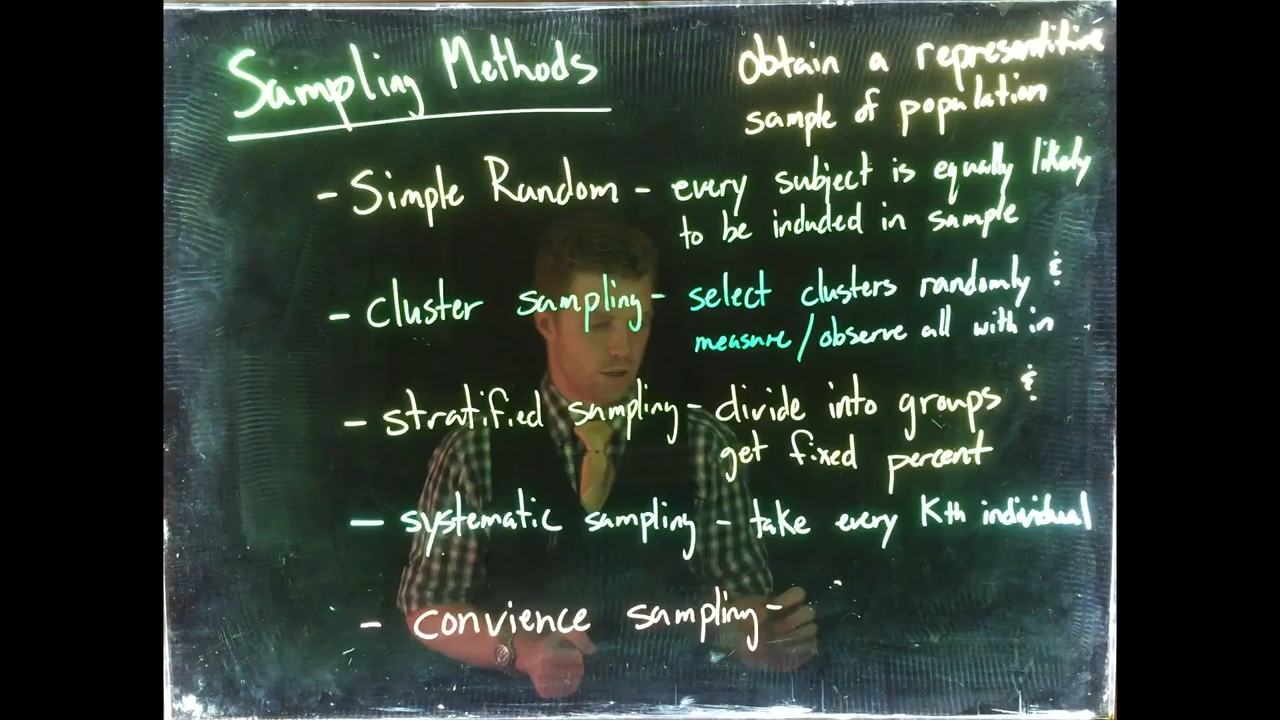 Sampling Methods
obtain a representitive
sample of population
- Simple Random - every subject is equally likely
to be included in sample
- cluster sampling - select clusters randomly &
measure/observe all with in
- stratified sampling - divide into groups &
get fixed percent
- systematic sampling - take every Kth individual
- convience sampling -